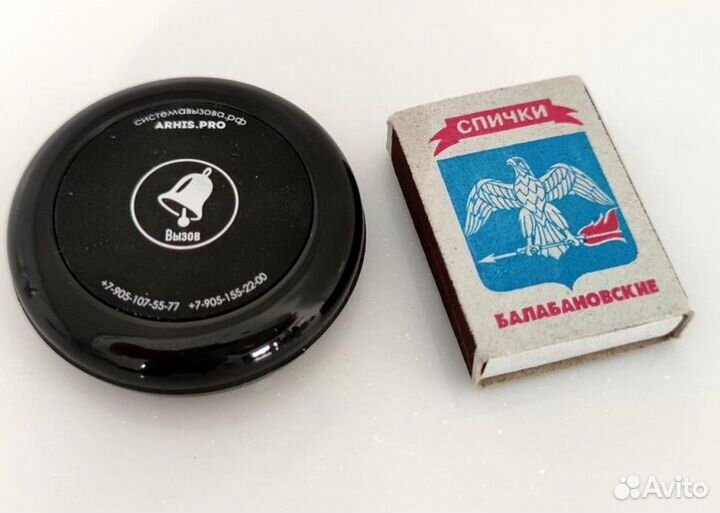 системавызова.рф
ARHIS.PRO
Вызов
+7-905-107-55-77 +7-905-155-22-00
СПИЧКИ
БАЛАБАНОВСКИЕ
Avito